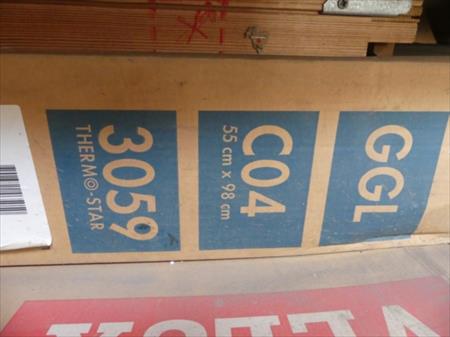 GGL
C04
55 cm x 98 cm
3059
THERMO-STAR